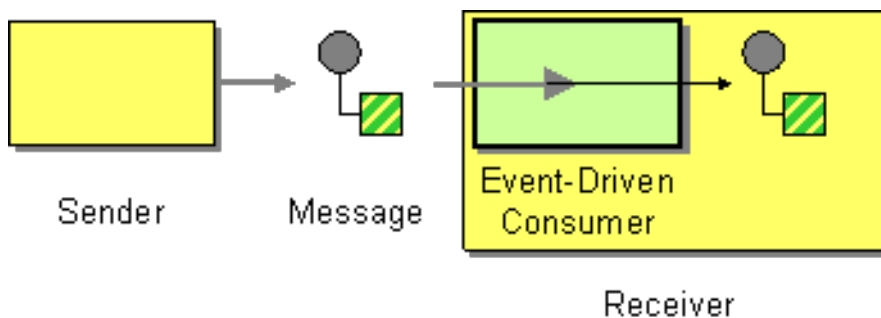 Sender
Message
Event-Driven
Consumer
Receiver